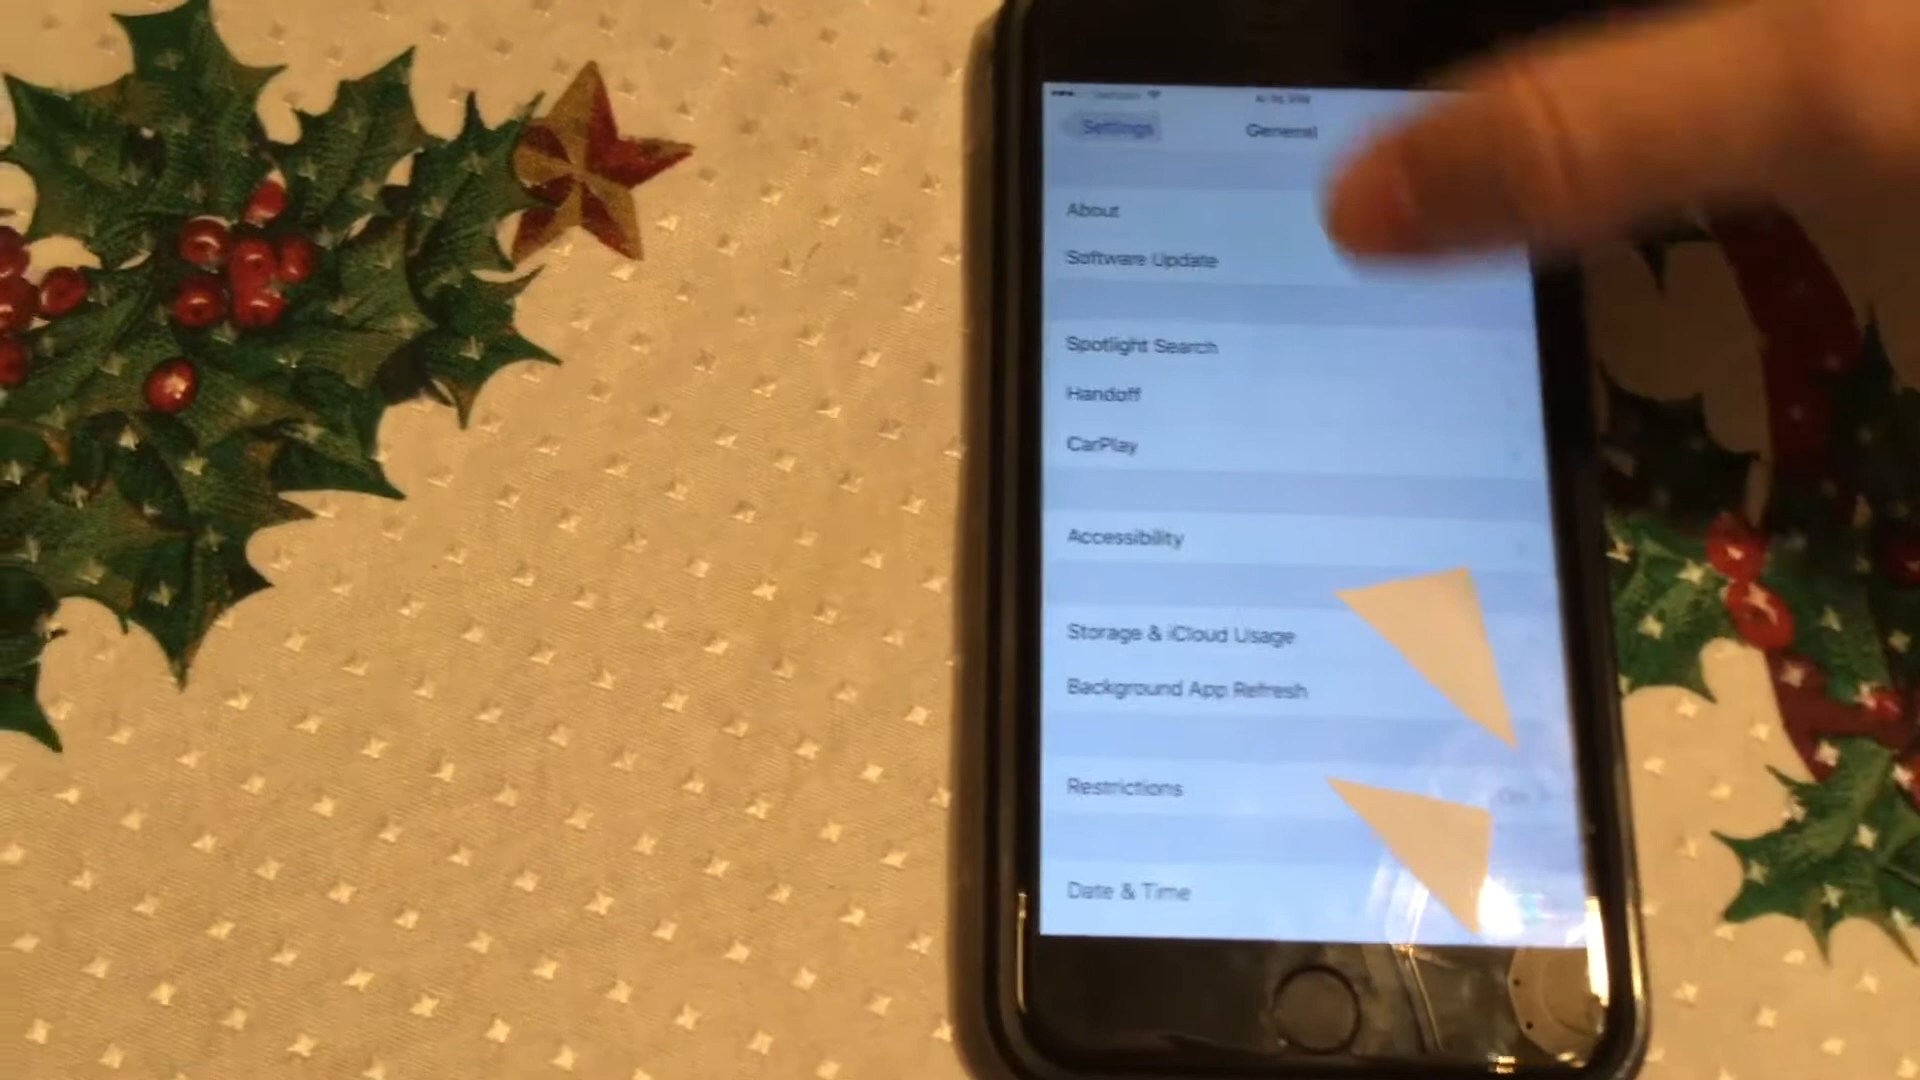 Settings General
About
Software Update
Spotlight Search
Handoff
CarPlay
Accessibility
Storage & iCloud Usage
Background App Refresh
Restrictions On
Date & Time